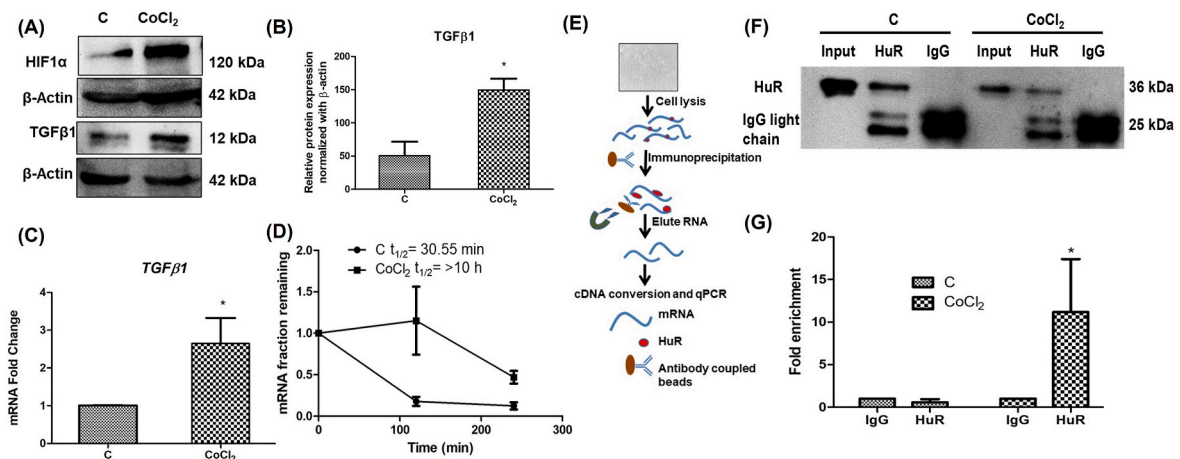 (A)
C CoCl2
HIF1α 120 kDa
β-Actin 42 kDa
TGFβ1 12 kDa
β-Actin 42 kDa
(B)
TGFβ1
Relative protein expression
normalized with β-actin
200
150
100
50
0
*
C CoCl2
(C)
TGFβ1
mRNA Fold Change
4
3
2
1
0
*
C CoCl2
(D)
C t1/2= 30.55 min
CoCl2 t1/2= >10 h
mRNA fraction remaining
2.0
1.5
1.0
0.5
0.0
0 100 200 300
Time (min)
(E)
Cell lysis
Immunoprecipitation
Elute RNA
cDNA conversion and qPCR
mRNA
HuR
Antibody coupled
beads
(F)
C CoCl2
Input HuR IgG Input HuR IgG
HuR 36 kDa
IgG light
chain 25 kDa
(G)
Fold enrichment
20
15
10
5
0
C
CoCl2
*
IgG HuR IgG HuR